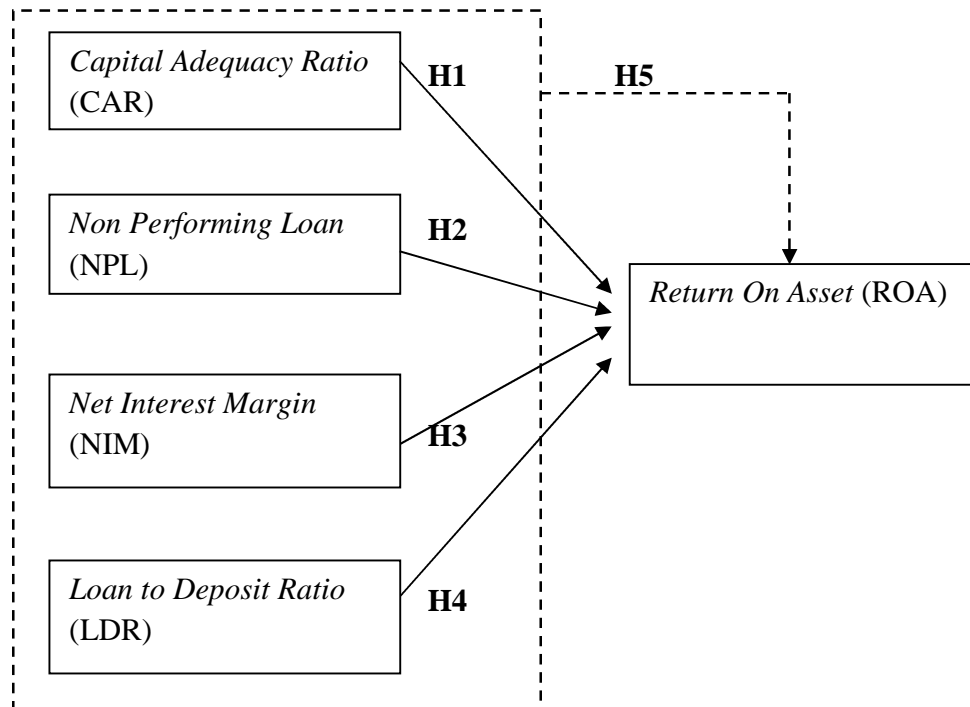 Capital Adequacy Ratio
(CAR)
H1
H5
Non Performing Loan
(NPL)
H2
Return On Asset (ROA)
Net Interest Margin
(NIM)
H3
Loan to Deposit Ratio
(LDR)
H4